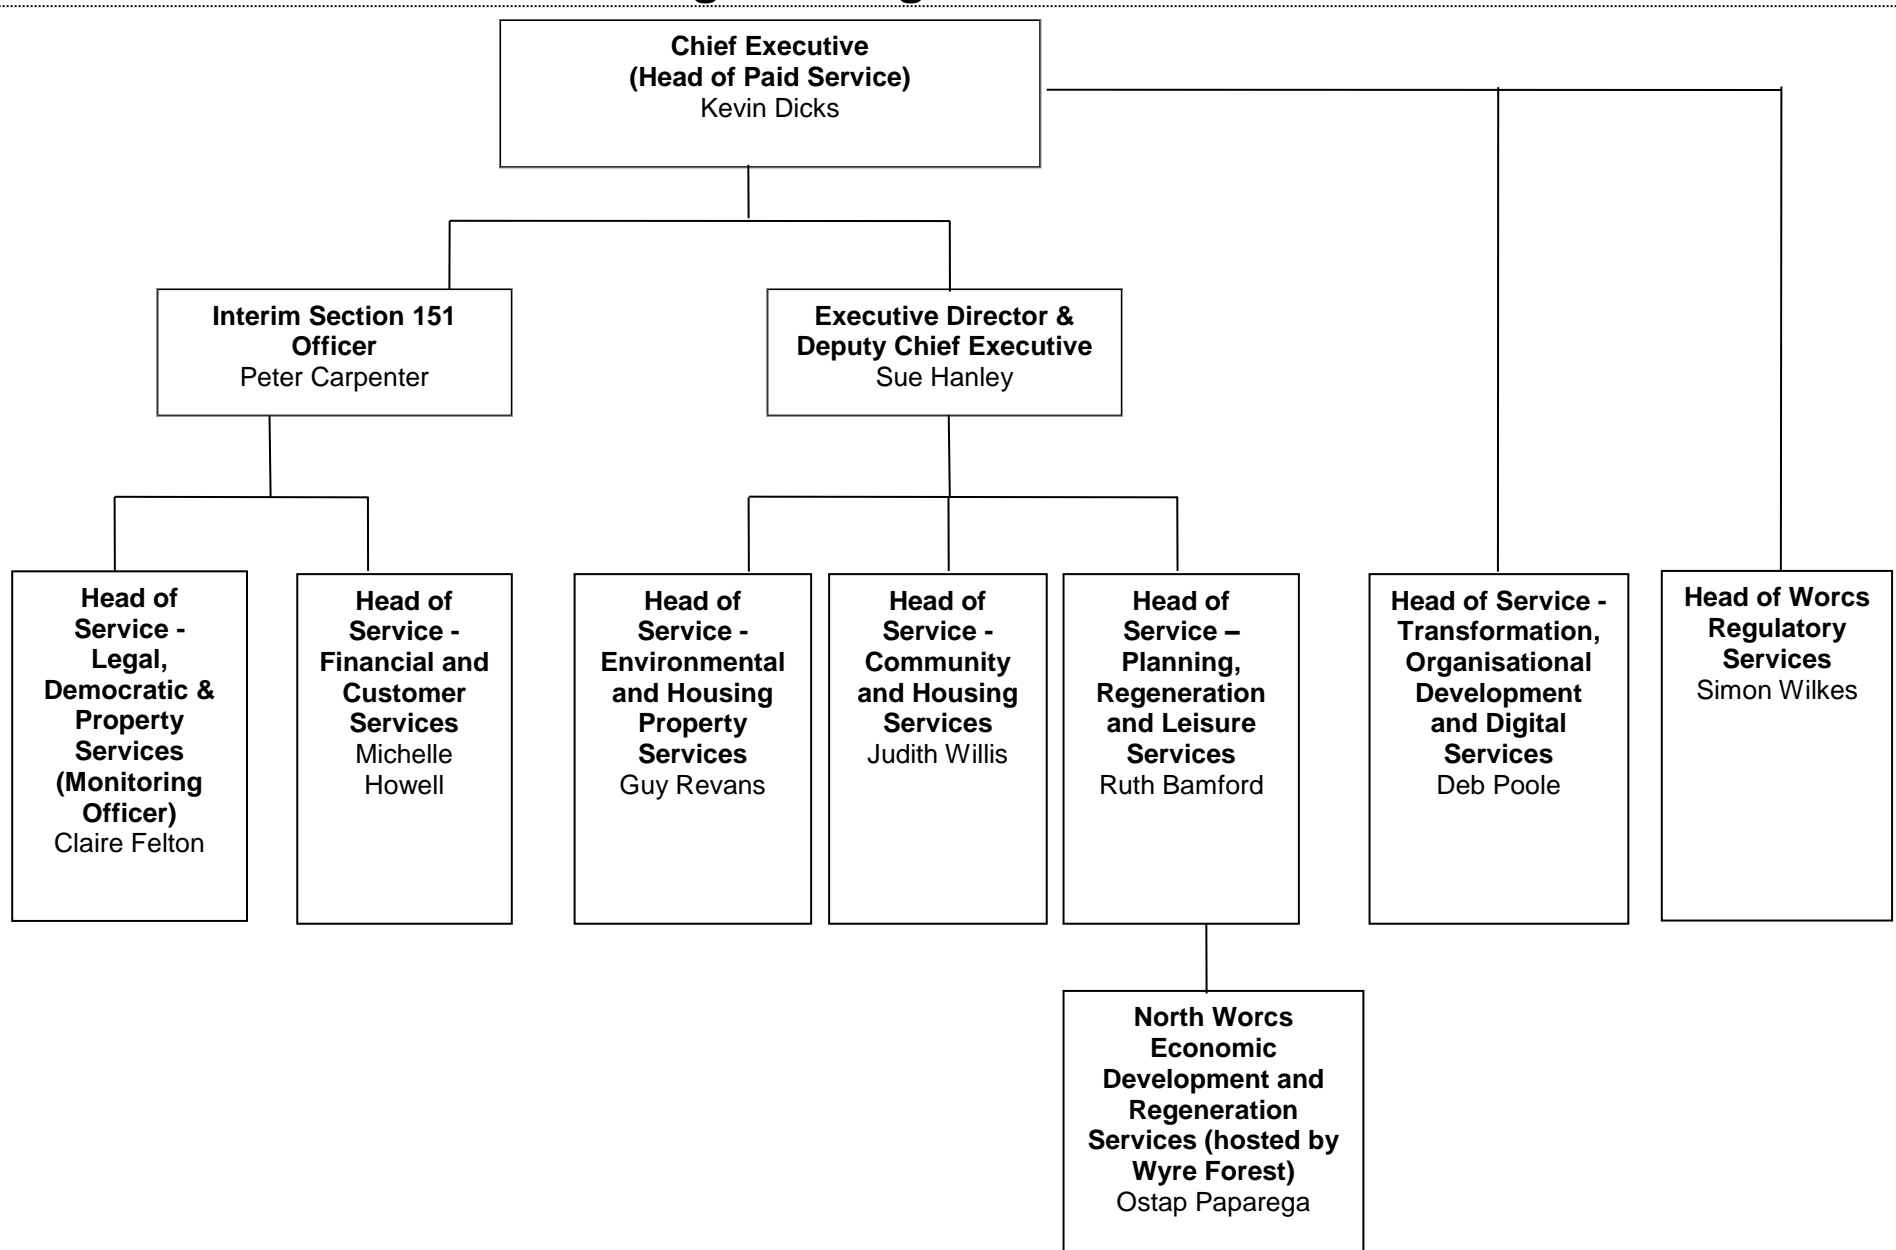 Chief Executive
(Head of Paid Service)
Kevin Dicks
Interim Section 151
Officer
Peter Carpenter
Executive Director &
Deputy Chief Executive
Sue Hanley
Head of
Service -
Legal,
Democratic &
Property
Services
(Monitoring
Officer)
Claire Felton
Head of
Service -
Financial and
Customer
Services
Michelle
Howell
Head of
Service -
Environmental
and Housing
Property
Services
Guy Revans
Head of
Service -
Community
and Housing
Services
Judith Willis
Head of
Service –
Planning,
Regeneration
and Leisure
Services
Ruth Bamford
Head of Service -
Transformation,
Organisational
Development
and Digital
Services
Deb Poole
Head of Worcs
Regulatory
Services
Simon Wilkes
North Worcs
Economic
Development and
Regeneration
Services (hosted by
Wyre Forest)
Ostap Paparega